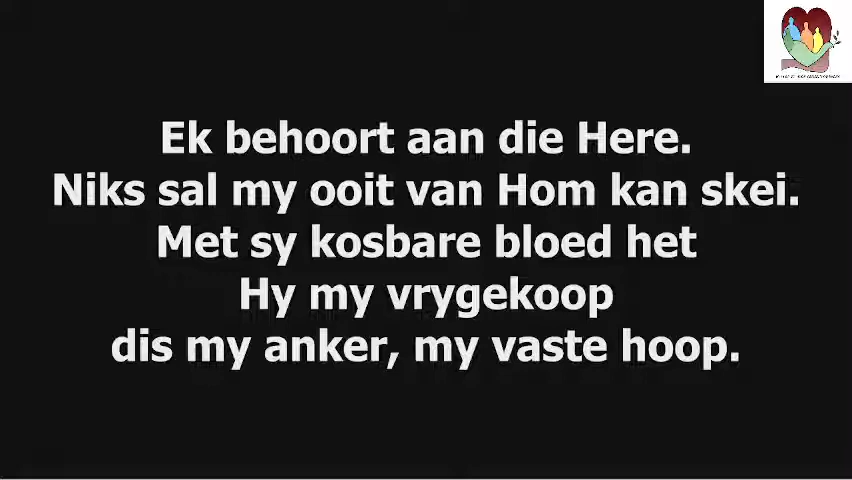 Ek behoort aan die Here.
Niks sal my ooit van Hom kan skei.
Met sy kosbare bloed het
Hy my vrygekoop
dis my anker, my vaste hoop.